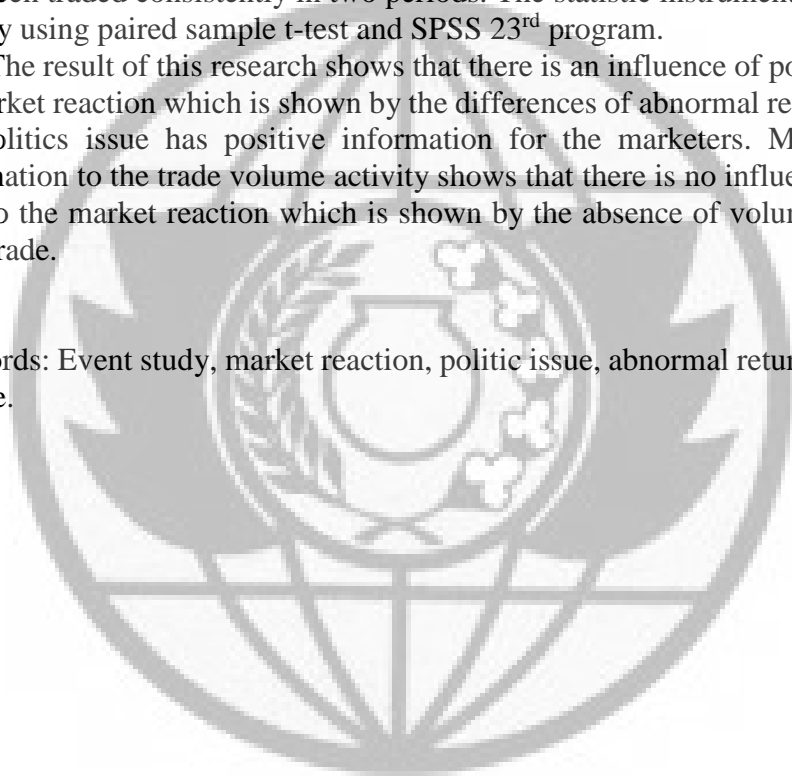 een traded consistently in two periods. The statistic instrument
y using paired sample t-test and SPSS 23rd program.
The result of this research shows that there is an influence of po
rket reaction which is shown by the differences of abnormal re
olitics issue has positive information for the marketers. M
nation to the trade volume activity shows that there is no influe
o the market reaction which is shown by the absence of volum
rade.
ords: Event study, market reaction, politic issue, abnormal retur
e.